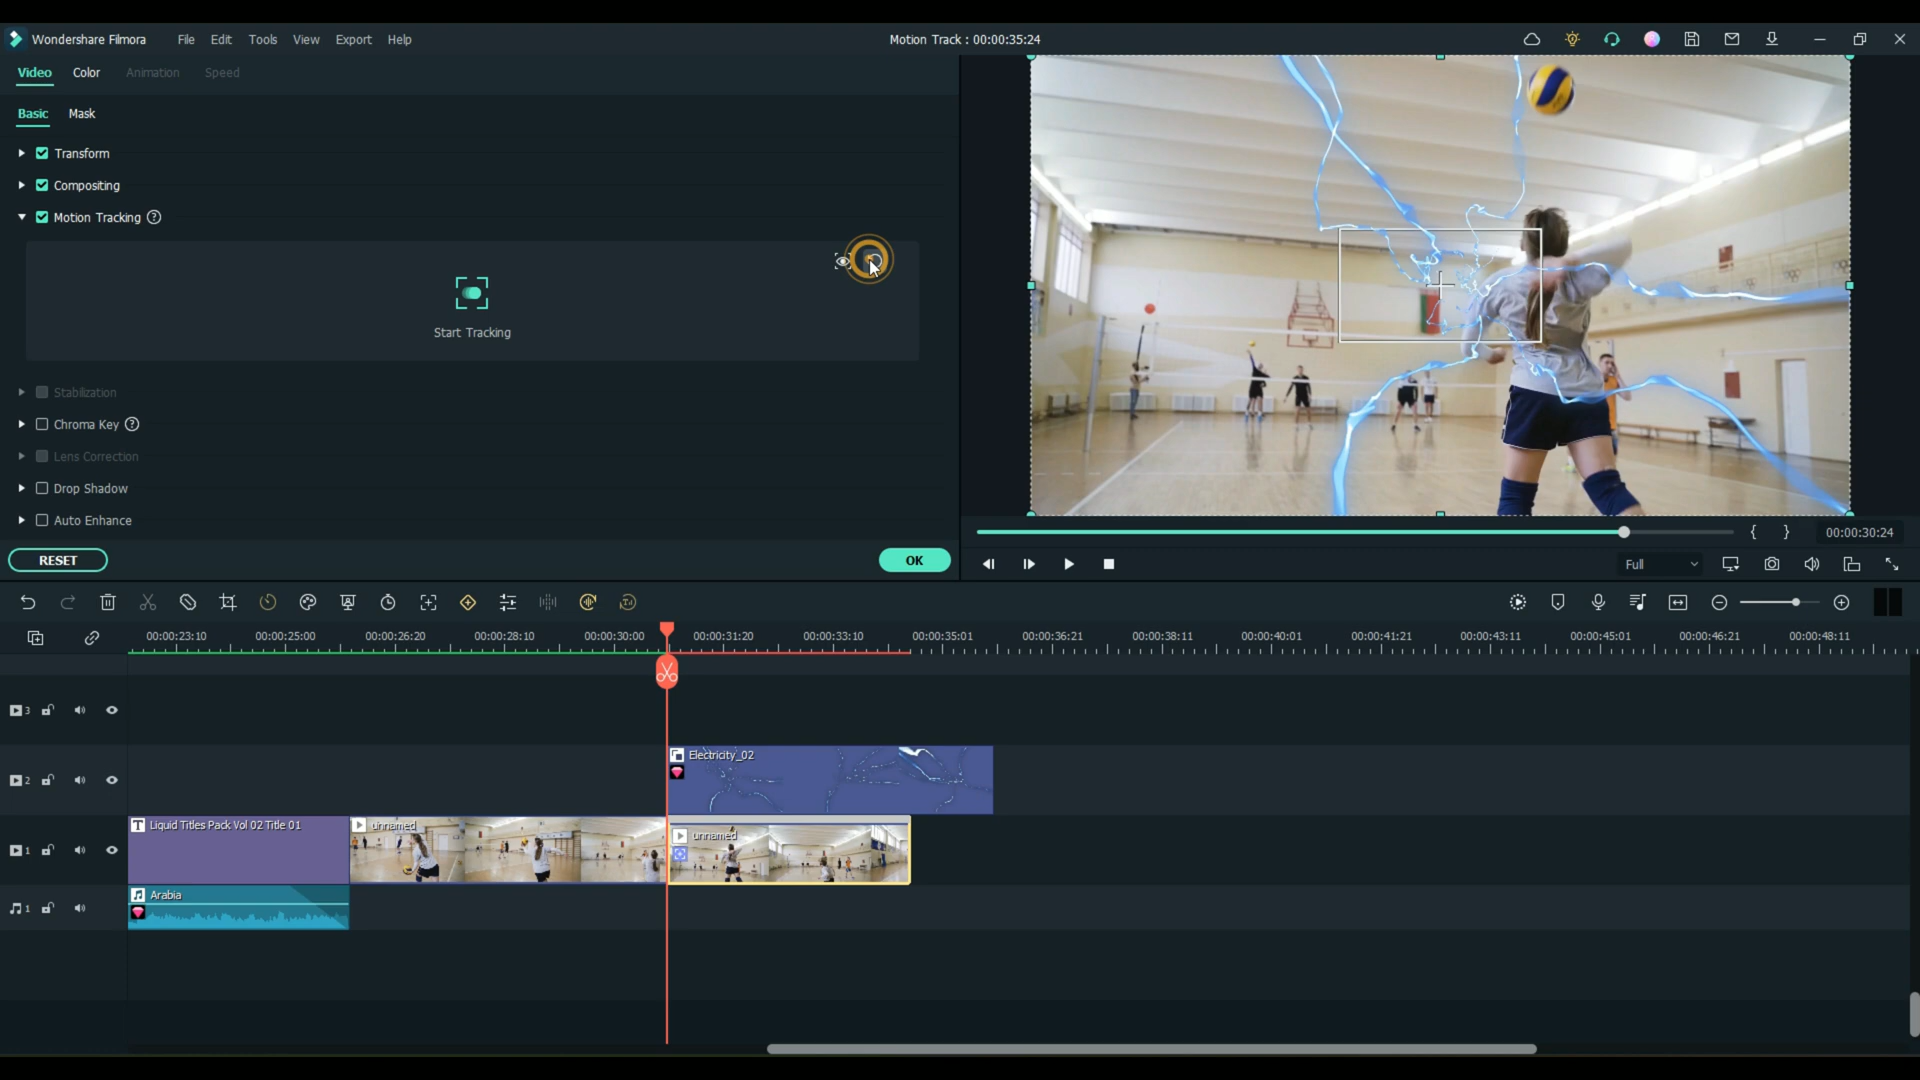 Wondershare Filmora File Edit Tools View Export Help Motion Track : 00:00:35:24
Video Color Animation Speed
Basic Mask
Transform
Compositing
Motion Tracking ?
Start Tracking
Stabilization
Chroma Key ?
Lens Correction
Drop Shadow
Auto Enhance
RESET OK
{ } 00:00:30:24
Full
00:00:23:10 00:00:25:00 00:00:26:20 00:00:28:10 00:00:30:00 00:00:31:20 00:00:33:10 00:00:35:01 00:00:36:21 00:00:38:11 00:00:40:01 00:00:41:21 00:00:43:11 00:00:45:01 00:00:46:21 00:00:48:11
3
2 Electricity_02
1 T Liquid Titles Pack Vol 02 Title 01 unnamed unnamed
1 Arabia